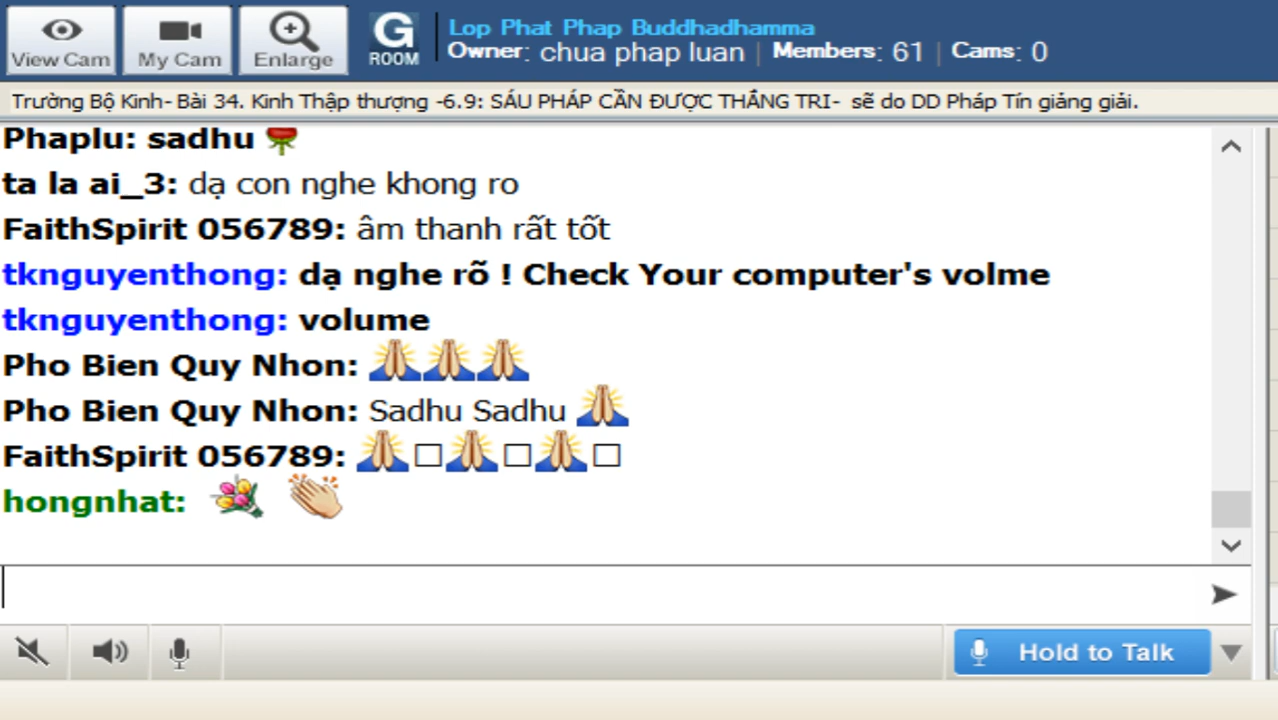 View Cam
My Cam
Enlarge
G
ROOM
Lop Phat Phap Buddhadhamma
Owner: chua phap luan | Members: 61 | Cams: 0
Trường Bộ Kinh- Bài 34. Kinh Thập thượng -6.9: SÁU PHÁP CẦN ĐƯỢC THẮNG TRI- sẽ do DD Pháp Tín giảng giải.
Phaplu: sadhu
ta la ai_3: dạ con nghe khong ro
FaithSpirit 056789: âm thanh rất tốt
tknguyenthong: dạ nghe rõ ! Check Your computer's volme
tknguyenthong: volume
Pho Bien Quy Nhon: 🙏🙏🙏
Pho Bien Quy Nhon: Sadhu Sadhu 🙏
FaithSpirit 056789: 🙏□🙏□🙏□
hongnhat: 💐 👏
Hold to Talk